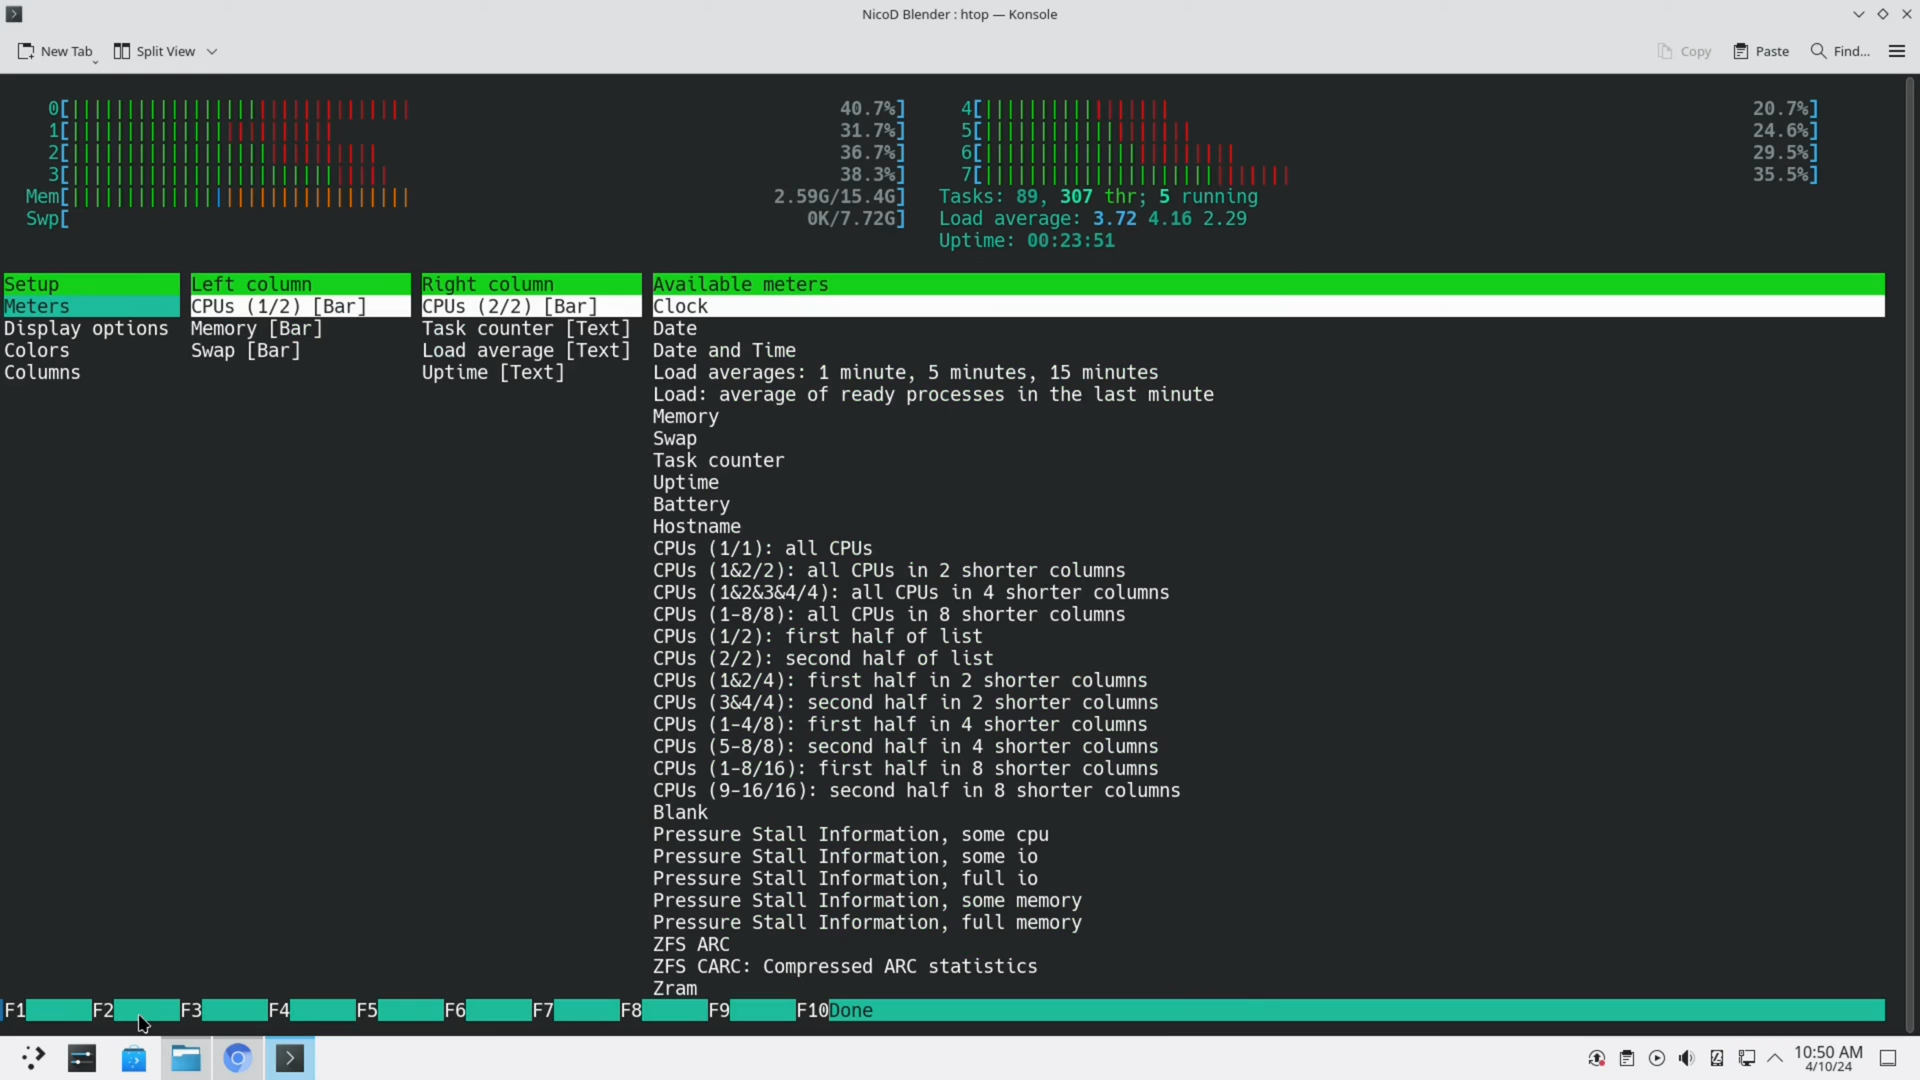 NicoD Blender : htop — Konsole
New Tab Split View Copy Paste Find...
0[ 40.7%] 4[ 20.7%]
1[ 31.7%] 5[ 24.6%]
2[ 36.7%] 6[ 29.5%]
3[ 38.3%] 7[ 35.5%]
Mem[ 2.59G/15.4G] Tasks: 89, 307 thr; 5 running
Swp[ 0K/7.72G] Load average: 3.72 4.16 2.29
Uptime: 00:23:51
Setup Left column Right column Available meters
Meters CPUs (1/2) [Bar] CPUs (2/2) [Bar] Clock
Display options Memory [Bar] Task counter [Text] Date
Colors Swap [Bar] Load average [Text] Date and Time
Columns Uptime [Text] Load averages: 1 minute, 5 minutes, 15 minutes
Load: average of ready processes in the last minute
Memory
Swap
Task counter
Uptime
Battery
Hostname
CPUs (1/1): all CPUs
CPUs (1&2/2): all CPUs in 2 shorter columns
CPUs (1&2&3&4/4): all CPUs in 4 shorter columns
CPUs (1-8/8): all CPUs in 8 shorter columns
CPUs (1/2): first half of list
CPUs (2/2): second half of list
CPUs (1&2/4): first half in 2 shorter columns
CPUs (3&4/4): second half in 2 shorter columns
CPUs (1-4/8): first half in 4 shorter columns
CPUs (5-8/8): second half in 4 shorter columns
CPUs (1-8/16): first half in 8 shorter columns
CPUs (9-16/16): second half in 8 shorter columns
Blank
Pressure Stall Information, some cpu
Pressure Stall Information, some io
Pressure Stall Information, full io
Pressure Stall Information, some memory
Pressure Stall Information, full memory
ZFS ARC
ZFS CARC: Compressed ARC statistics
Zram
F1 F2 F3 F4 F5 F6 F7 F8 F9 F10Done
10:50 AM
4/10/24